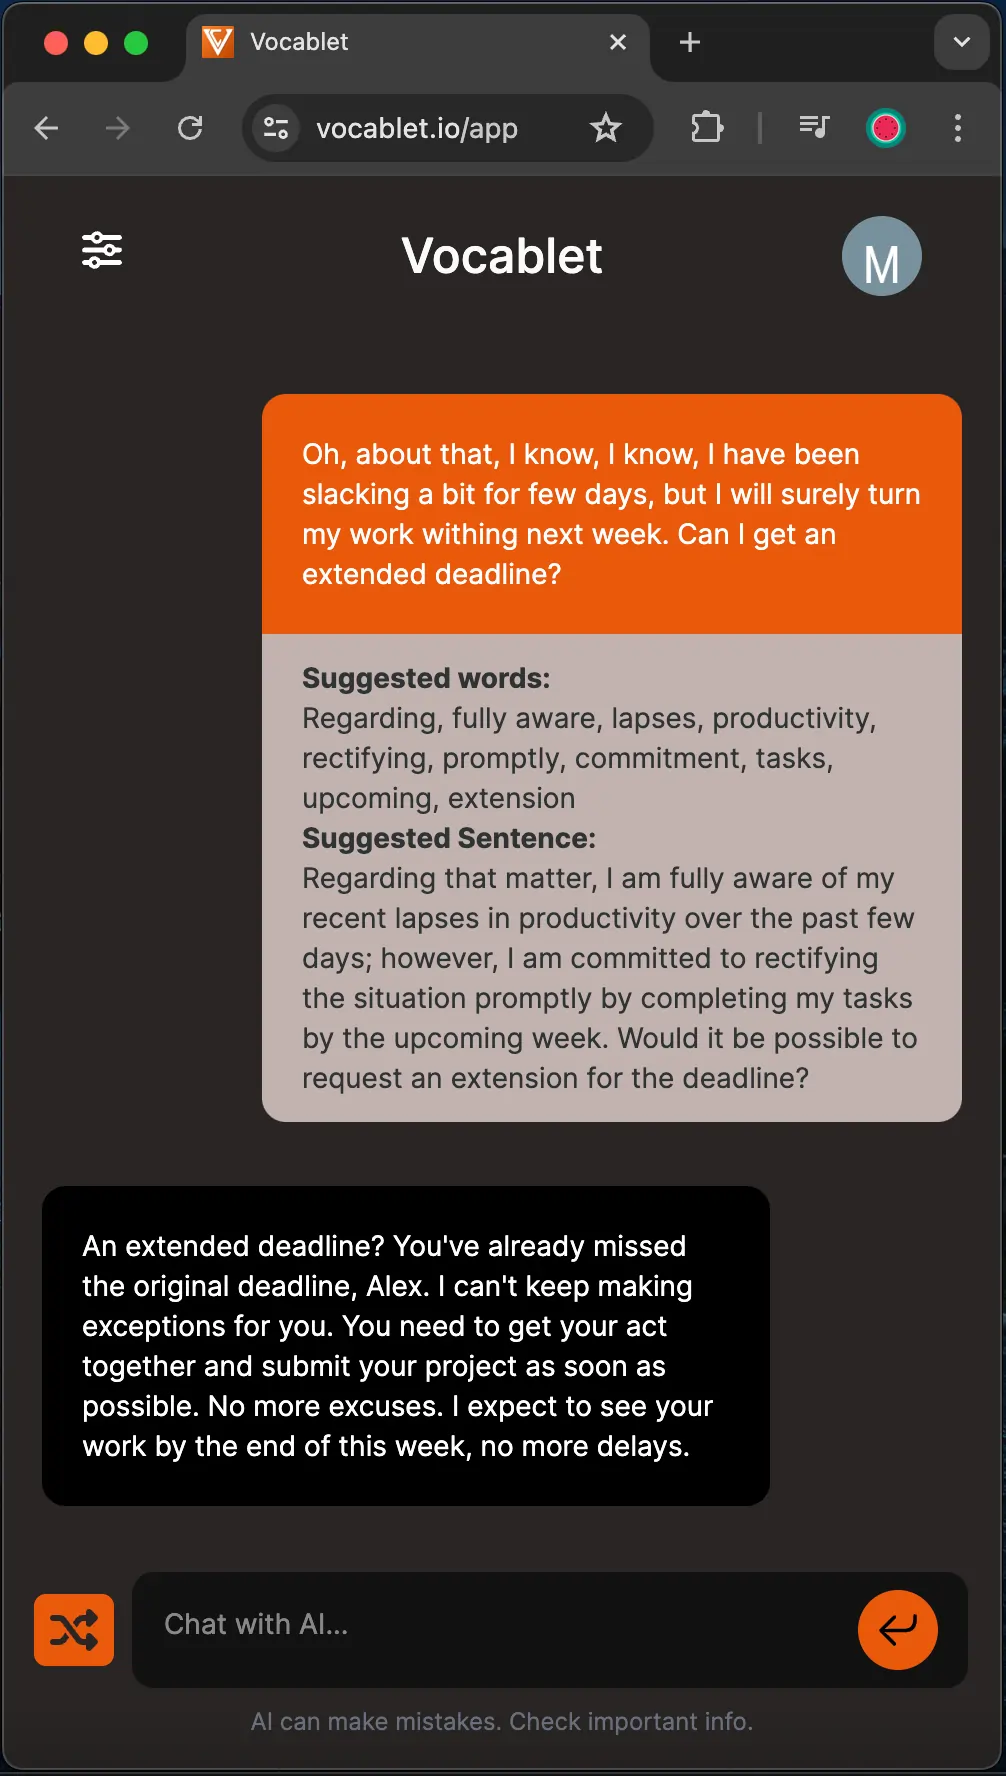 Vocablet
vocablet.io/app
Vocablet
M
Oh, about that, I know, I know, I have been
slacking a bit for few days, but I will surely turn
my work withing next week. Can I get an
extended deadline?
Suggested words:
Regarding, fully aware, lapses, productivity,
rectifying, promptly, commitment, tasks,
upcoming, extension
Suggested Sentence:
Regarding that matter, I am fully aware of my
recent lapses in productivity over the past few
days; however, I am committed to rectifying
the situation promptly by completing my tasks
by the upcoming week. Would it be possible to
request an extension for the deadline?
An extended deadline? You've already missed
the original deadline, Alex. I can't keep making
exceptions for you. You need to get your act
together and submit your project as soon as
possible. No more excuses. I expect to see your
work by the end of this week, no more delays.
Chat with AI...
AI can make mistakes. Check important info.